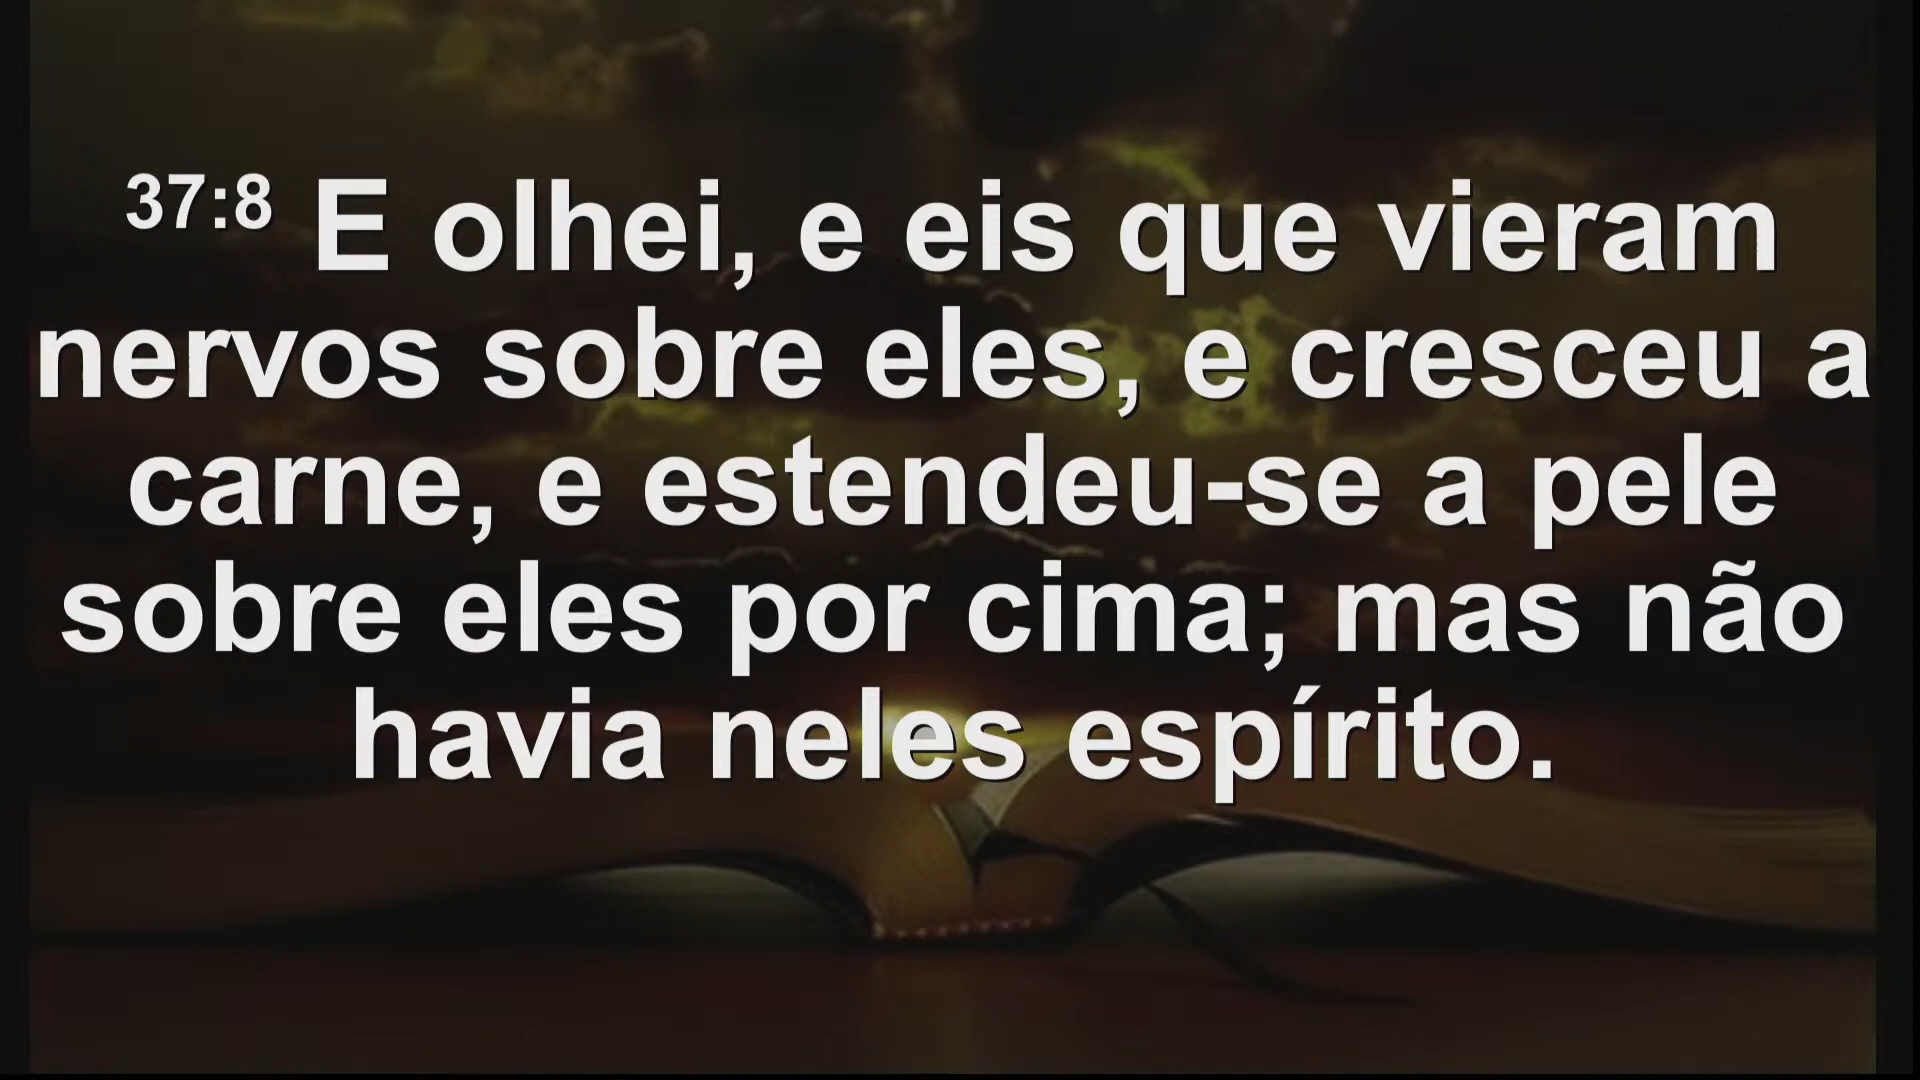 37:8 E olhei, e eis que vieram
nervos sobre eles, e cresceu a
carne, e estendeu-se a pele
sobre eles por cima; mas não
havia neles espírito.